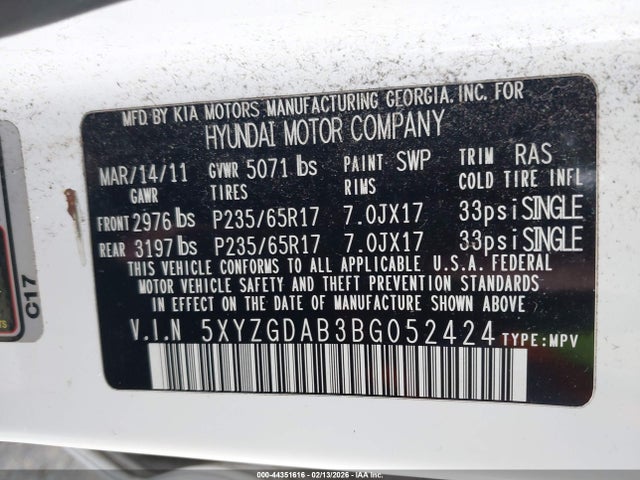 MFD. BY KIA MOTORS MANUFACTURING GEORGIA. INC. FOR
HYUNDAI MOTOR COMPANY
MAR/14/11 GVWR 5071 lbs PAINT SWP TRIM RAS
GAWR TIRES RIMS COLD TIRE INFL
FRONT 2976 lbs P235/65R17 7.0JX17 33psi SINGLE
REAR 3197 lbs P235/65R17 7.0JX17 33psi SINGLE
THIS VEHICLE CONFORMS TO ALL APPLICABLE U.S.A. FEDERAL
MOTOR VEHICLE SAFETY AND THEFT PREVENTION STANDARDS
IN EFFECT ON THE DATE OF MANUFACTURE SHOWN ABOVE.
V.I.N 5XYZGDAB3BG052424 TYPE:MPV
C17
000-44351616 - 02/13/2026 - IAA Inc.